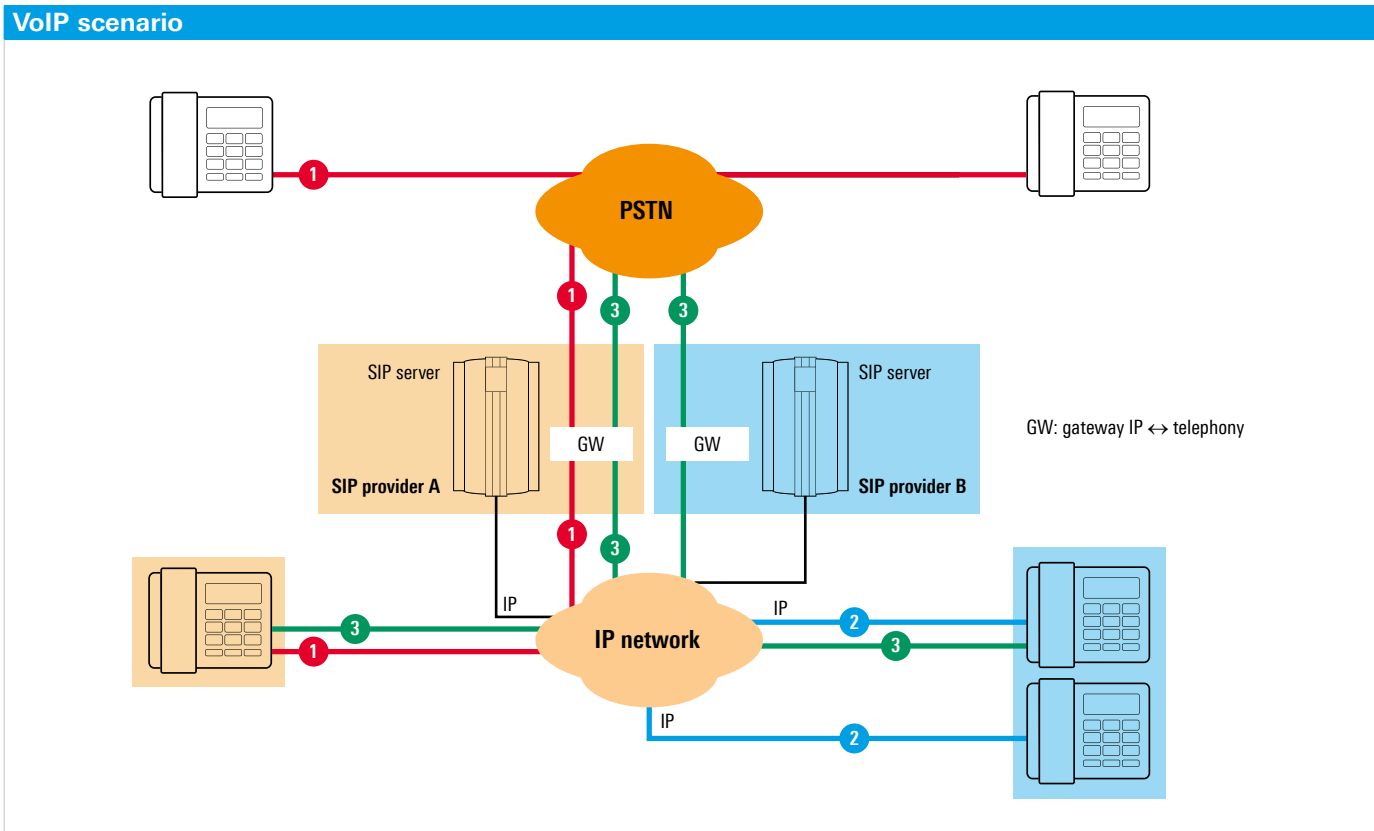 VoIP scenario
1
PSTN
1
3
3
SIP server
SIP server
GW
GW
GW: gateway IP ↔ telephony
SIP provider A
SIP provider B
1
3
IP
IP
2
3
1
IP network
3
IP
2